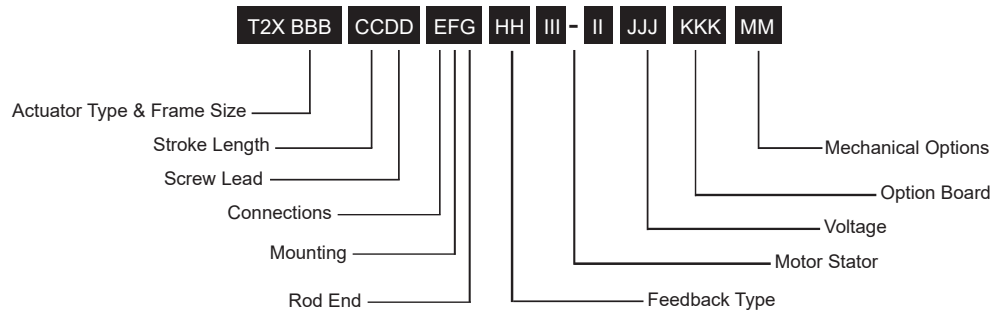 T2X BBB CCDD EFG HH III - II JJJ KKK MM
Actuator Type & Frame Size
Stroke Length
Screw Lead
Connections
Mounting
Rod End
Mechanical Options
Option Board
Voltage
Motor Stator
Feedback Type